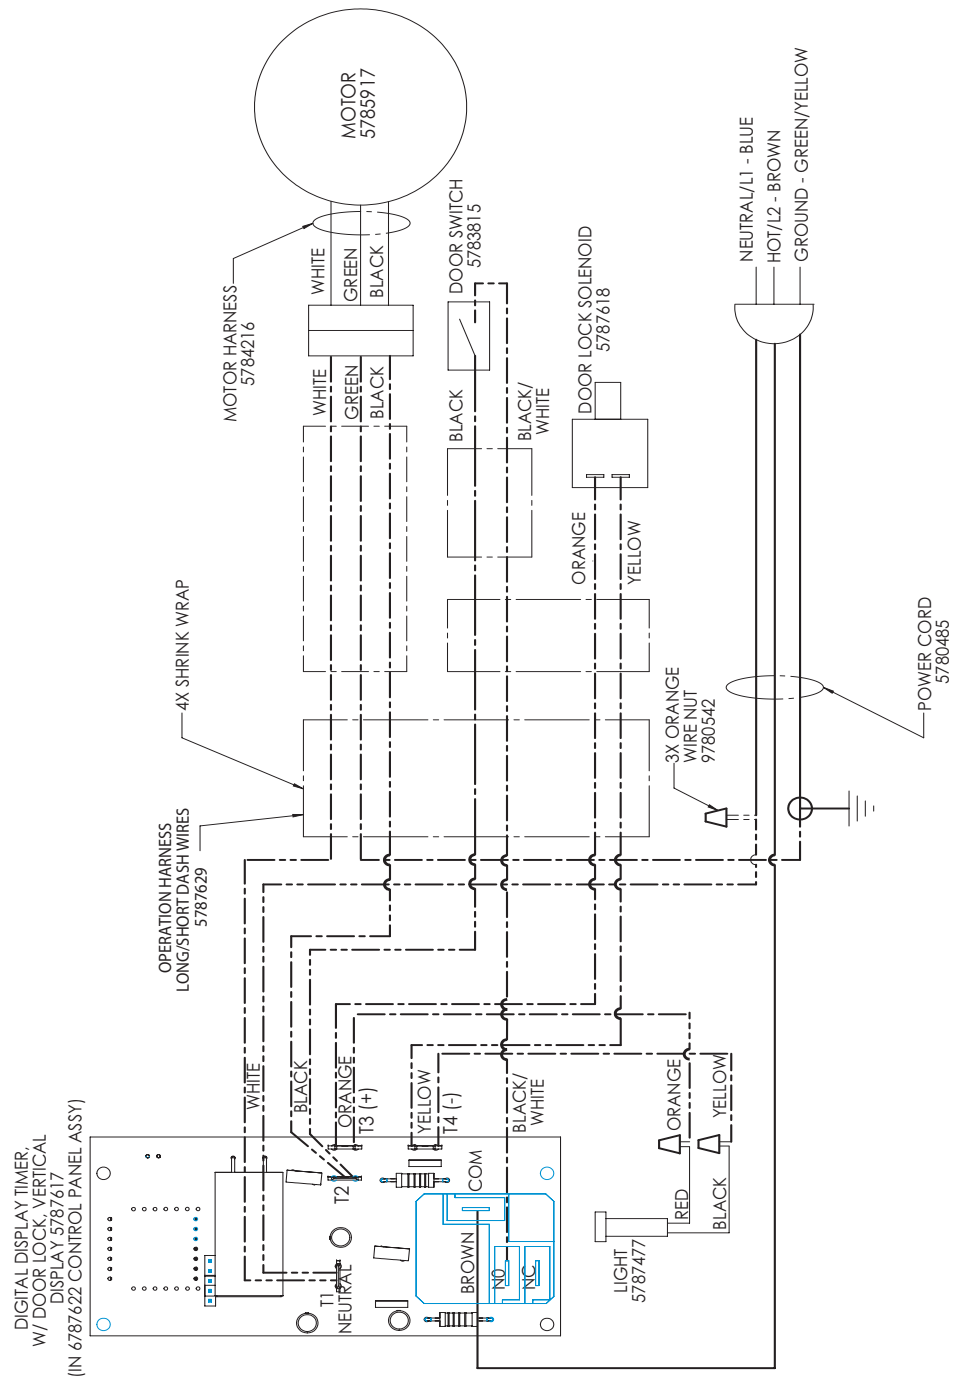 DIGITAL DISPLAY TIMER,
W/ DOOR LOCK, VERTICAL
DISPLAY 5787617
(IN 6787622 CONTROL PANEL ASSY)
OPERATION HARNESS
LONG/SHORT DASH WIRES
5787629
4X SHRINK WRAP
MOTOR HARNESS
5784216
MOTOR
5785917
WHITE
GREEN
BLACK
WHITE
GREEN
BLACK
DOOR SWITCH
5783815
BLACK
BLACK/
WHITE
DOOR LOCK SOLENOID
5787618
ORANGE
YELLOW
NEUTRAL/L1 - BLUE
HOT/L2 - BROWN
GROUND - GREEN/YELLOW
3X ORANGE
WIRE NUT
9780542
POWER CORD
5780485
WHITE
BLACK
ORANGE
T3 (+)
YELLOW
T4 (-)
BLACK/
WHITE
T1
NEUTRAL
T2
COM
BROWN
N0
NC
ORANGE
YELLOW
RED
BLACK
LIGHT
5787477